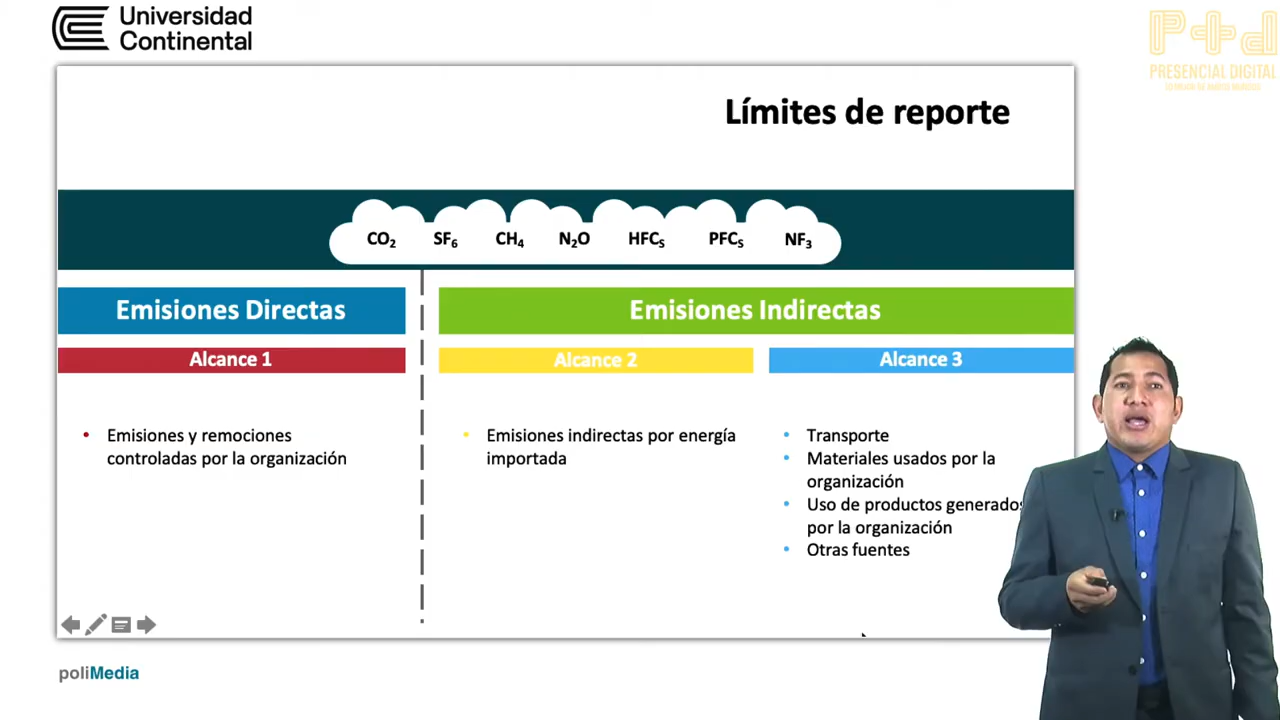 Universidad
Continental
P+d
PRESENCIAL DIGITAL
Límites de reporte
CO₂ SF₆ CH₄ N₂O HFCₛ PFCₛ NF₃
Emisiones Directas
Emisiones Indirectas
Alcance 1
Alcance 2
Alcance 3
• Emisiones y remociones
controladas por la organización
• Emisiones indirectas por energía
importada
• Transporte
• Materiales usados por la
organización
• Uso de productos generados
por la organización
• Otras fuentes
poliMedia